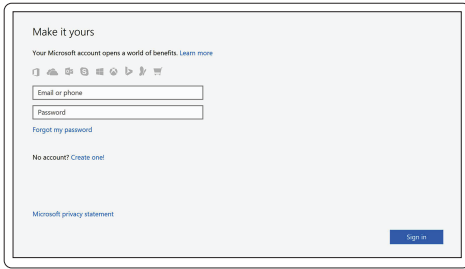 Make it yours
Your Microsoft account opens a world of benefits. Learn more
Email or phone
Password
Forgot my password
No account? Create one!
Microsoft privacy statement
Sign in